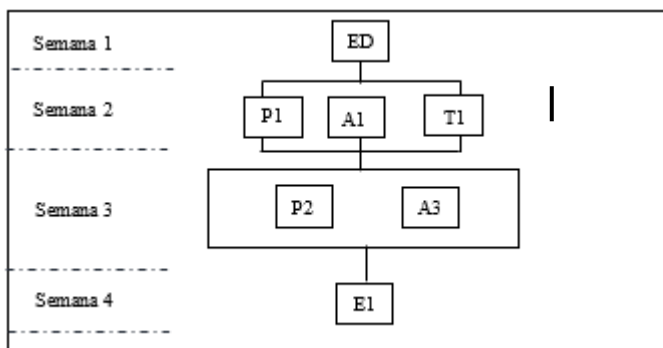 Semana 1
ED
Semana 2
P1 A1 T1
Semana 3
P2 A3
Semana 4
E1